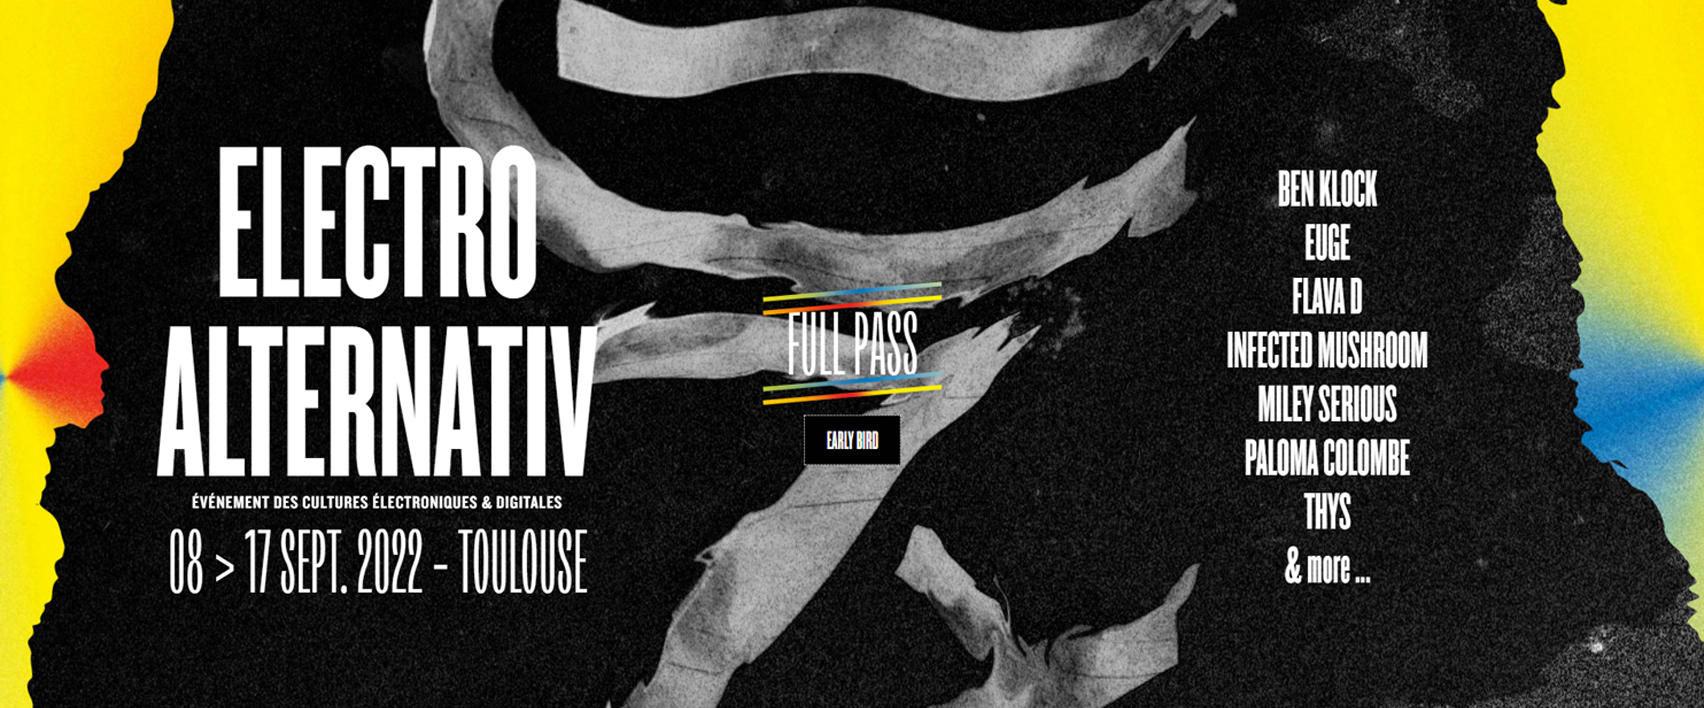 ELECTRO
ALTERNATIV
ÉVÉNEMENT DES CULTURES ÉLECTRONIQUES & DIGITALES
08 > 17 SEPT. 2022 - TOULOUSE
FULL PASS
EARLY BIRD
BEN KLOCK
EUGE
FLAVA D
INFECTED MUSHROOM
MILEY SERIOUS
PALOMA COLOMBE
THYS
& more ...